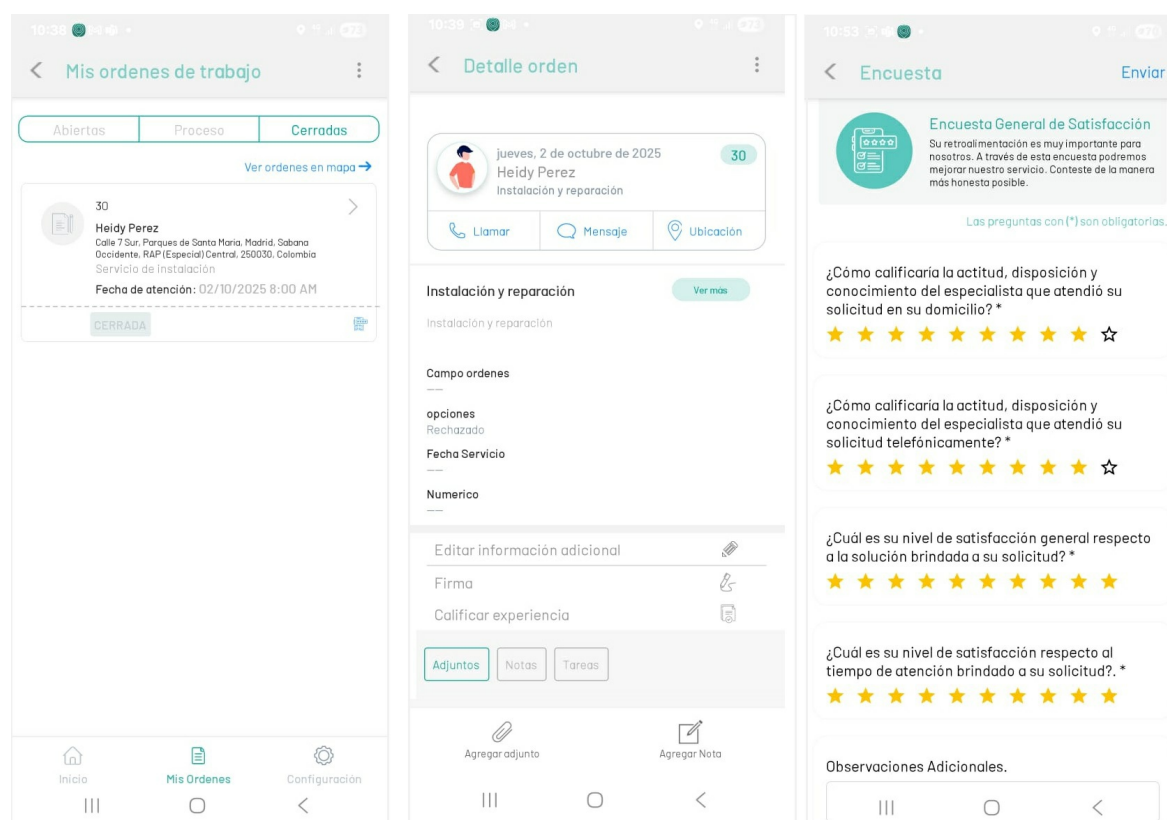 10:38
73
Mis ordenes de trabajo
Abiertas
Proceso
Cerradas
Ver ordenes en mapa
30
Heidy Perez
Calle 7 Sur, Parques de Santa Maria, Madrid, Sabana
Occidente, RAP (Especial) Central, 250030, Colombia
Servicio de instalación
Fecha de atención: 02/10/2025 8:00 AM
CERRADA
Inicio
Mis Ordenes
Configuración
10:39
Detalle orden
jueves, 2 de octubre de 2025
30
Heidy Perez
Instalación y reparación
Llamar
Mensaje
Ubicación
Instalación y reparación
Ver más
Instalación y reparación
Campo ordenes
---
opciones
Rechazado
Fecha Servicio
---
Numerico
---
Editar información adicional
Firma
Calificar experiencia
Adjuntos
Notas
Tareas
Agregar adjunto
Agregar Nota
10:53
Encuesta
Enviar
Encuesta General de Satisfacción
Su retroalimentación es muy importante para
nosotros. A través de esta encuesta podremos
mejorar nuestro servicio. Conteste de la manera
más honesta posible.
Las preguntas con (*) son obligatorias.
¿Cómo calificaría la actitud, disposición y
conocimiento del especialista que atendió su
solicitud en su domicilio? *
¿Cómo calificaría la actitud, disposición y
conocimiento del especialista que atendió su
solicitud telefónicamente? *
¿Cuál es su nivel de satisfacción general respecto
a la solución brindada a su solicitud? *
¿Cuál es su nivel de satisfacción respecto al
tiempo de atención brindado a su solicitud?. *
Observaciones Adicionales.